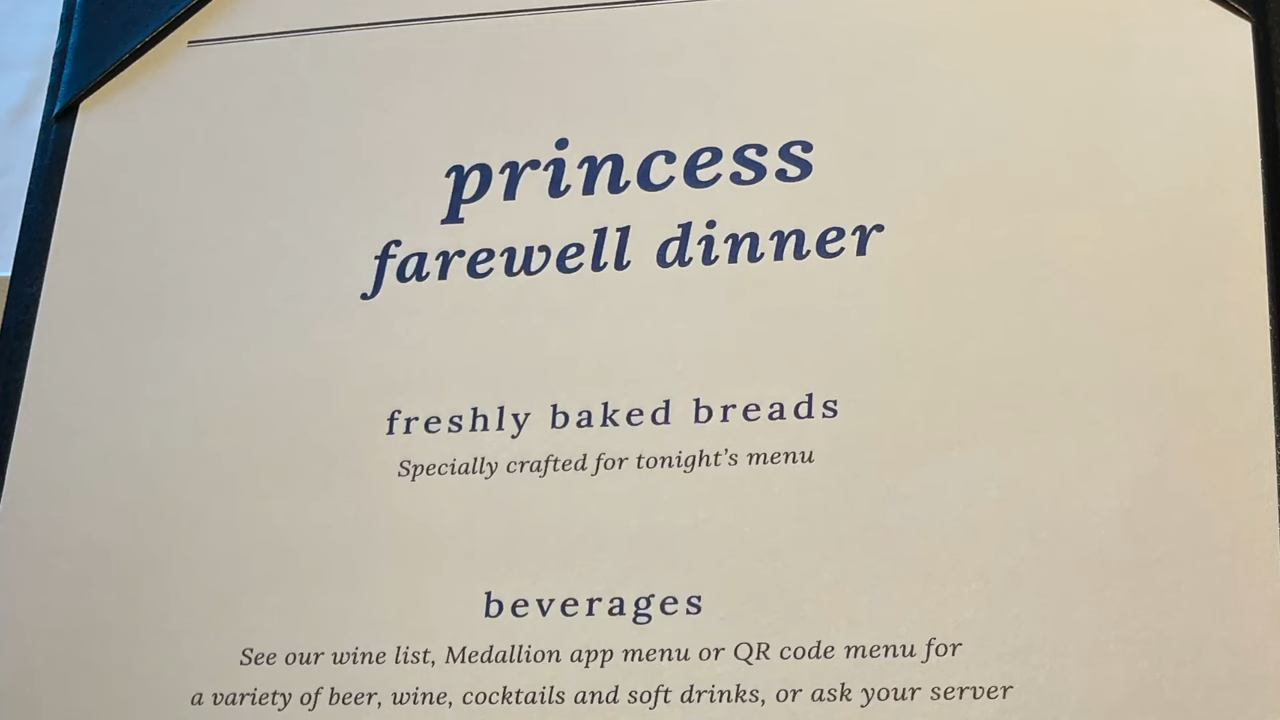 princess
farewell dinner
freshly baked breads
Specially crafted for tonight's menu
beverages
See our wine list, Medallion app menu or QR code menu for
a variety of beer, wine, cocktails and soft drinks, or ask your server